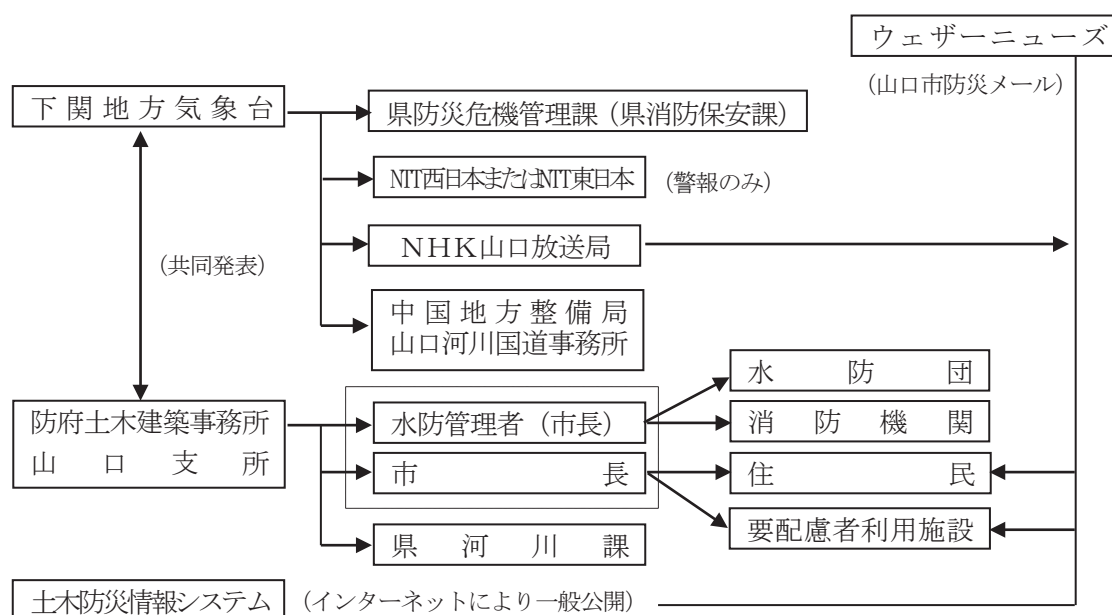 ウェザーニューズ
(山口市防災メール)
下関地方気象台
県防災危機管理課(県消防保安課)
NTT西日本またはNTT東日本
(警報のみ)
NHK山口放送局
(共同発表)
中国地方整備局
山口河川国道事務所
水防団
防府土木建築事務所
山口支所
水防管理者(市長)
消防機関
市長
住民
要配慮者利用施設
県河川課
土木防災情報システム
(インターネットにより一般公開)